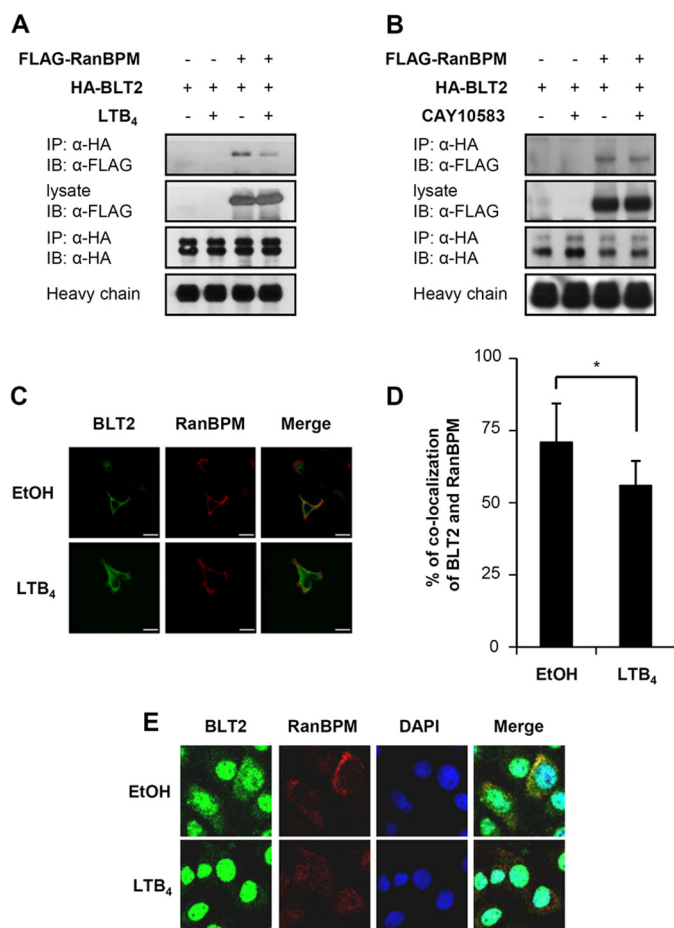 A
FLAG-RanBPM - - + +
HA-BLT2 + + + +
LTB4 - + - +
IP: α-HA
IB: α-FLAG
lysate
IB: α-FLAG
IP: α-HA
IB: α-HA
Heavy chain
B
FLAG-RanBPM - - + +
HA-BLT2 + + + +
CAY10583 - + - +
IP: α-HA
IB: α-FLAG
lysate
IB: α-FLAG
IP: α-HA
IB: α-HA
Heavy chain
C
BLT2 RanBPM Merge
EtOH
LTB4
D
% of co-localization
of BLT2 and RanBPM
100
75
50
25
0
*
EtOH LTB4
E
BLT2 RanBPM DAPI Merge
EtOH
LTB4